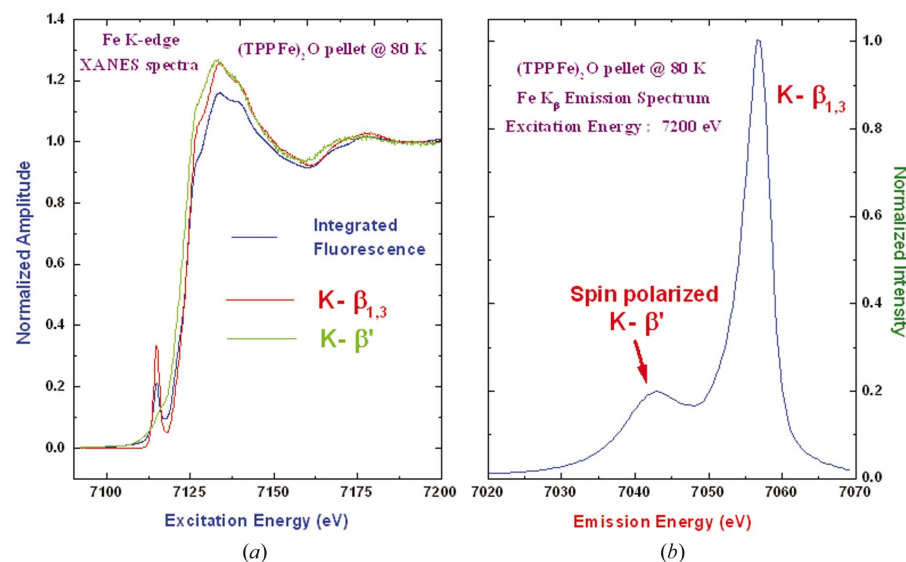 Fe K-edge
XANES spectra
(TPPFe)2O pellet @ 80 K
Normalized Amplitude
1.4
1.2
1.0
0.8
0.6
0.4
0.2
0.0
Integrated
Fluorescence
K- β1,3
K- β'
7100
7125
7150
7175
7200
Excitation Energy (eV)
(a)
(TPPFe)2O pellet @ 80 K
Fe Kβ Emission Spectrum
Excitation Energy : 7200 eV
K- β1,3
Spin polarized
K- β'
1.0
0.8
0.6
0.4
0.2
0.0
Normalized Intensity
7020
7030
7040
7050
7060
7070
Emission Energy (eV)
(b)